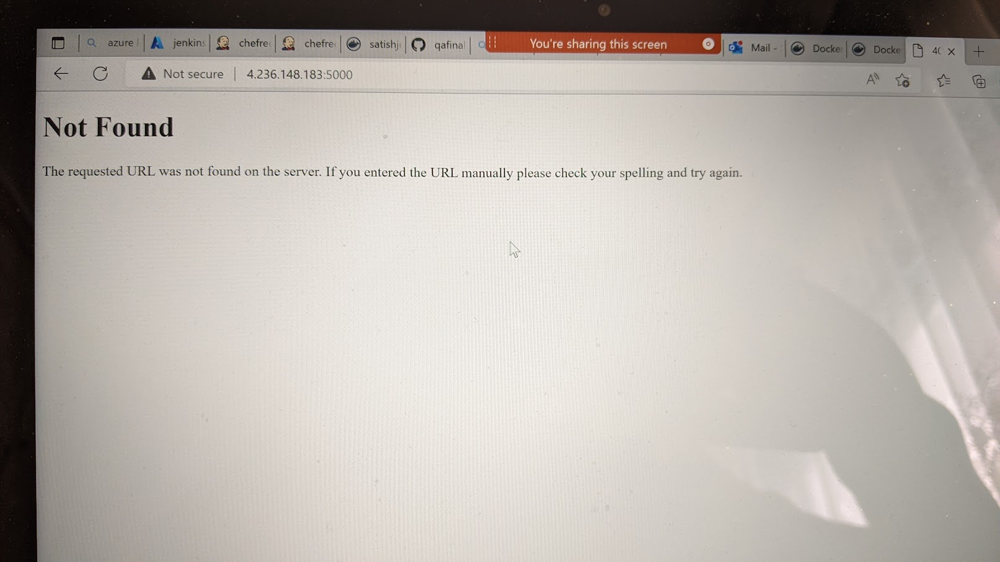 azure
jenkins
chefre
chefre
satishj
qafinal
You're sharing this screen
Mail -
Docke
Docke
40
Not secure
4.236.148.183:5000
Not Found
The requested URL was not found on the server. If you entered the URL manually please check your spelling and try again.